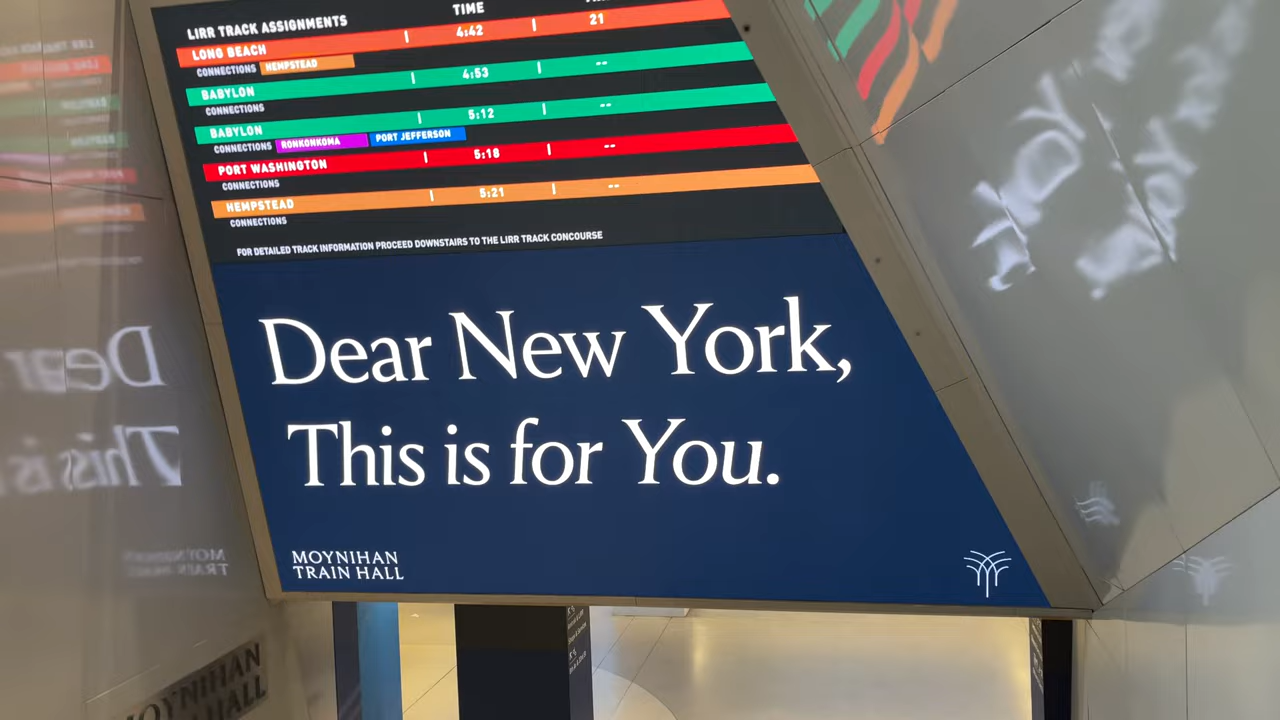 LIRR TRACK ASSIGNMENTS TIME
LONG BEACH | 4:42 | 21
CONNECTIONS HEMPSTEAD
BABYLON | 4:53 | --
CONNECTIONS
BABYLON | 5:12 | --
CONNECTIONS RONKONKOMA PORT JEFFERSON
PORT WASHINGTON | 5:18 | --
CONNECTIONS
HEMPSTEAD | 5:21 | --
CONNECTIONS
FOR DETAILED TRACK INFORMATION PROCEED DOWNSTAIRS TO THE LIRR TRACK CONCOURSE
Dear New York,
This is for You.
MOYNIHAN
TRAIN HALL
MOYNIHAN
HALL